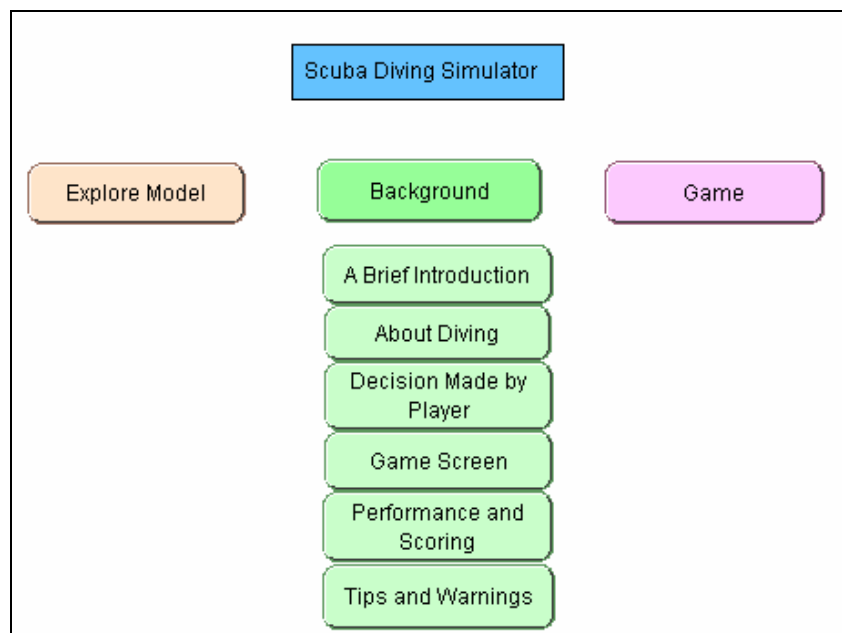 Scuba Diving Simulator
Explore Model
Background
Game
A Brief Introduction
About Diving
Decision Made by
Player
Game Screen
Performance and
Scoring
Tips and Warnings